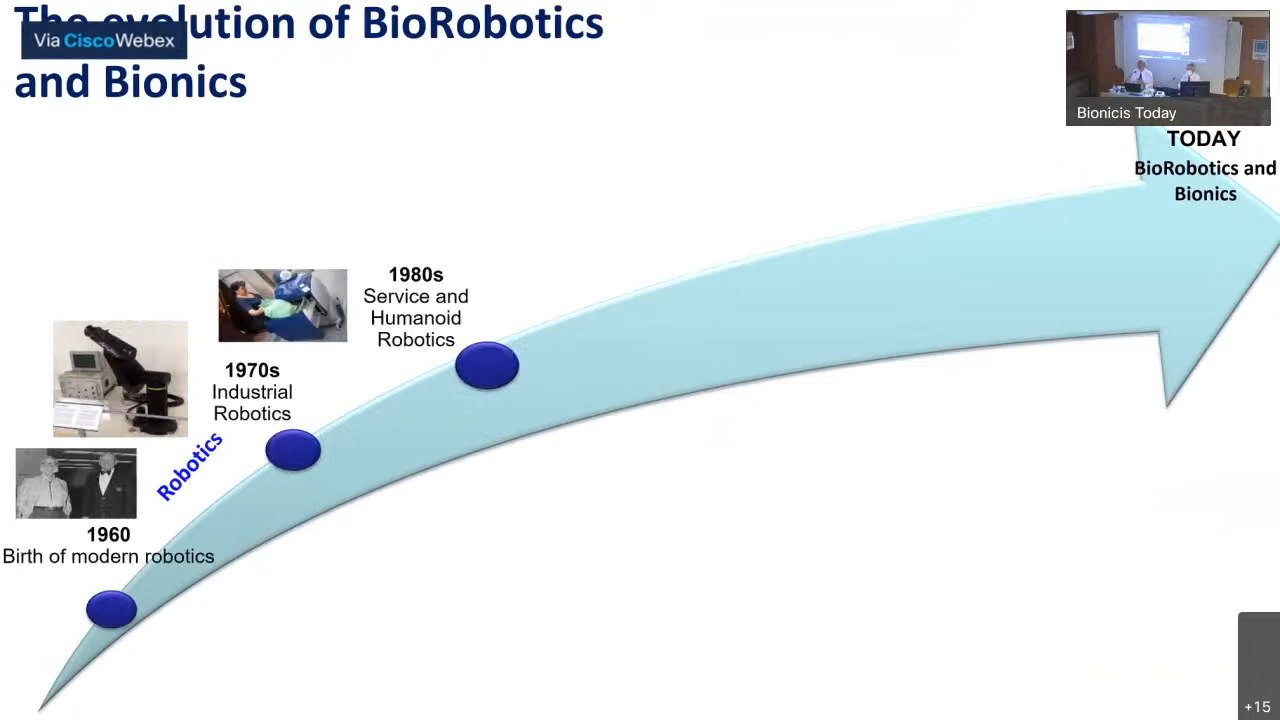 The evolution of BioRobotics
and Bionics
Via CiscoWebex
Bionicis Today
TODAY
BioRobotics and
Bionics
1980s
Service and
Humanoid
Robotics
1970s
Industrial
Robotics
Robotics
1960
Birth of modern robotics
+15